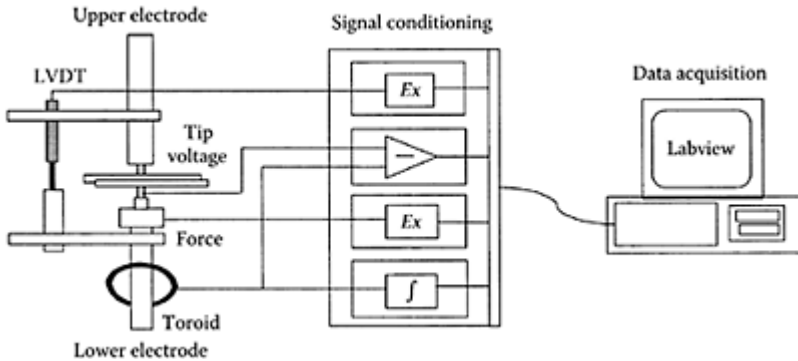 Upper electrode
Signal conditioning
LVDT
Data acquisition
Ex
Tip
voltage
Labview
−
Ex
Force
∫
Toroid
Lower electrode